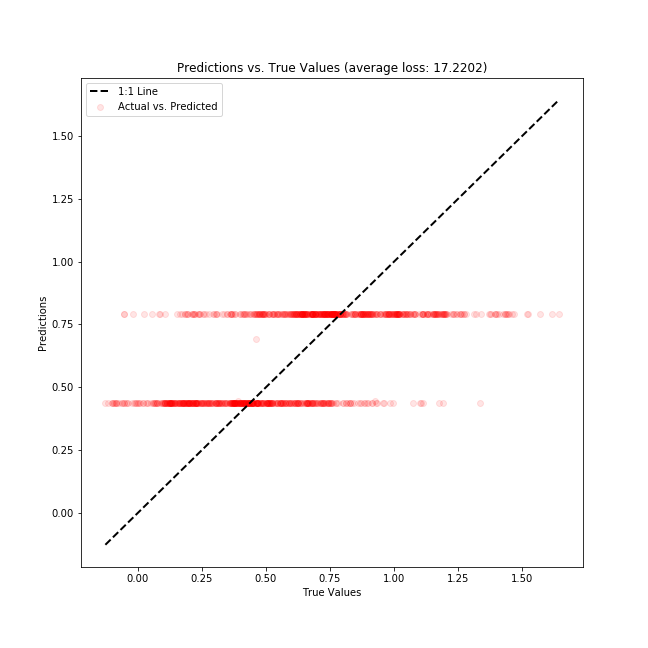 Predictions vs. True Values (average loss: 17.2202)
1:1 Line
Actual vs. Predicted
1.50
1.25
1.00
0.75
0.50
0.25
0.00
Predictions
0.00 0.25 0.50 0.75 1.00 1.25 1.50
True Values